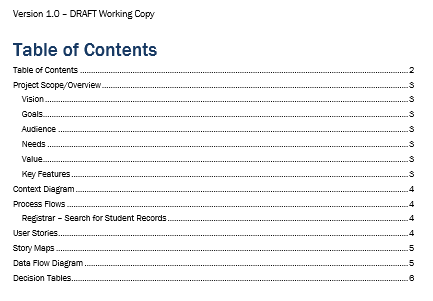 Version 1.0 – DRAFT Working Copy
Table of Contents
Table of Contents ........................................ 2
Project Scope/Overview ........................................ 3
Vision ........................................ 3
Goals ........................................ 3
Audience ........................................ 3
Needs ........................................ 3
Value ........................................ 3
Key Features ........................................ 3
Context Diagram ........................................ 4
Process Flows ........................................ 4
Registrar – Search for Student Records ........................................ 4
User Stories ........................................ 4
Story Maps ........................................ 5
Data Flow Diagram ........................................ 5
Decision Tables ........................................ 6